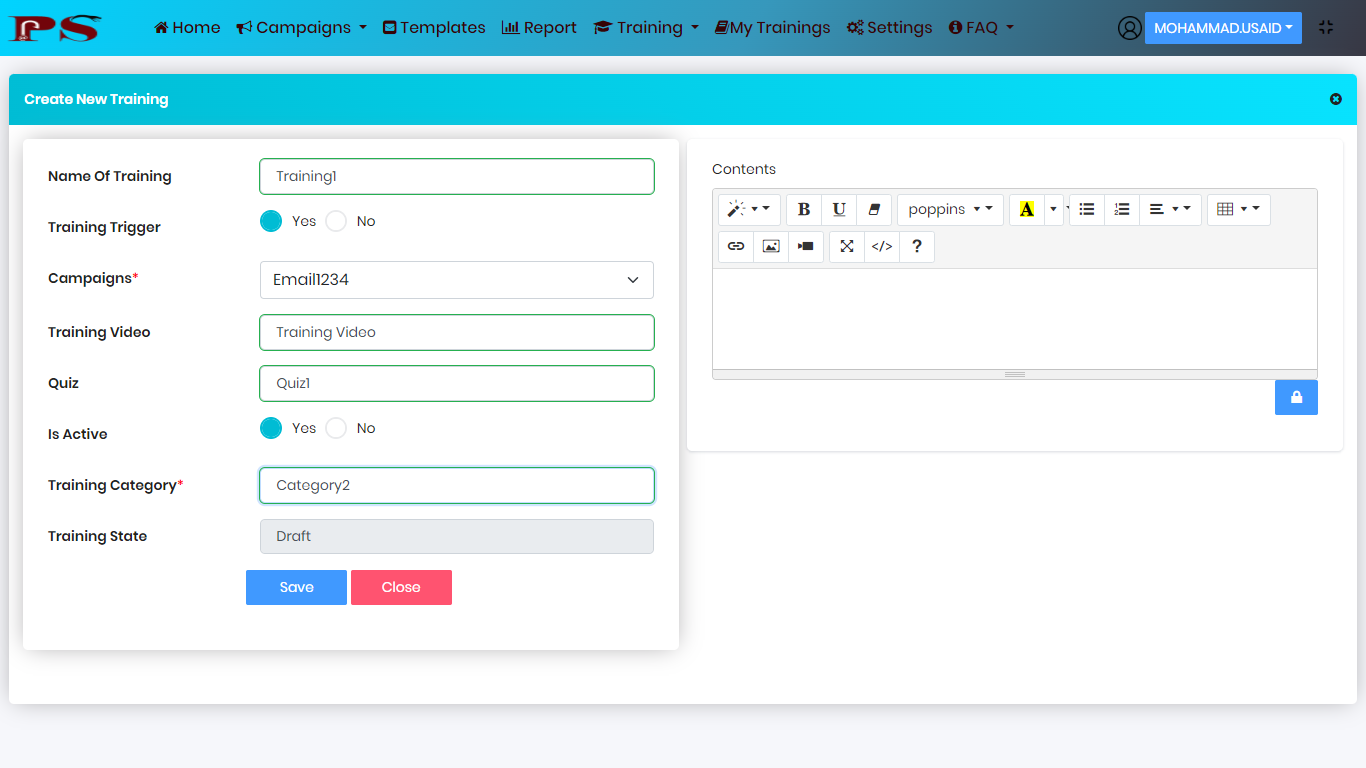 PS Home Campaigns Templates Report Training My Trainings Settings FAQ MOHAMMAD.USAID
Create New Training
Name Of Training Training1
Training Trigger Yes No
Campaigns* Email1234
Training Video Training Video
Quiz Quiz1
Is Active Yes No
Training Category* Category2
Training State Draft
Save Close
Contents
B U poppins A
</> ?